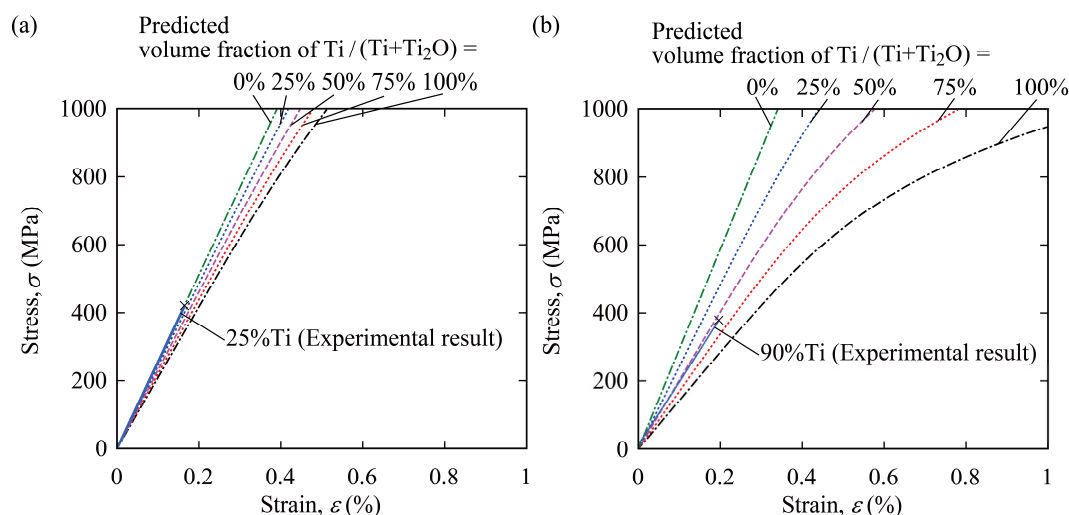 (a)
Predicted
volume fraction of Ti / (Ti+Ti₂O) =
0% 25% 50% 75% 100%
1000
800
600
400
200
0
Stress, σ (MPa)
25%Ti (Experimental result)
0 0.2 0.4 0.6 0.8 1
Strain, ε (%)
(b)
Predicted
volume fraction of Ti / (Ti+Ti₂O) =
0% 25% 50% 75% 100%
1000
800
600
400
200
0
Stress, σ (MPa)
90%Ti (Experimental result)
0 0.2 0.4 0.6 0.8 1
Strain, ε (%)